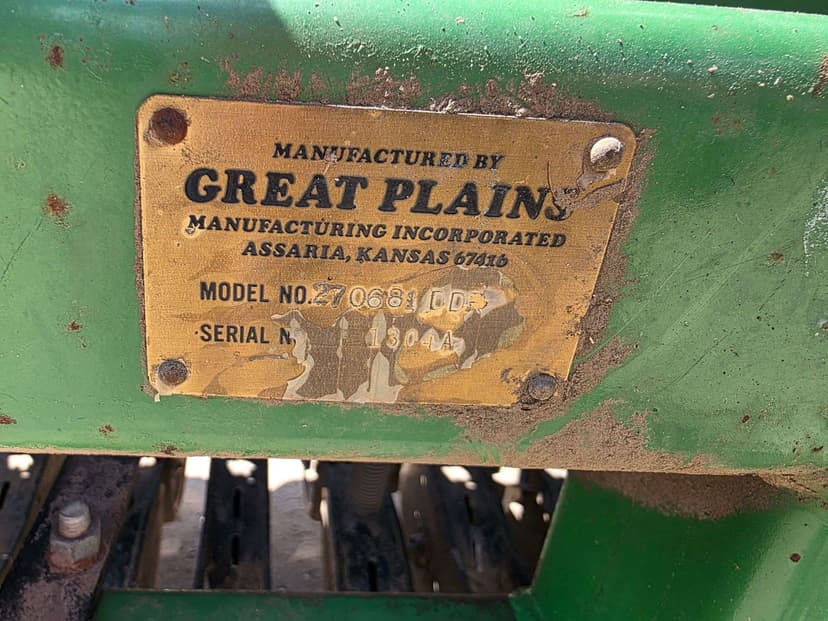 MANUFACTURED BY
GREAT PLAINS
MANUFACTURING INCORPORATED
ASSARIA, KANSAS 67416
MODEL NO.
SERIAL